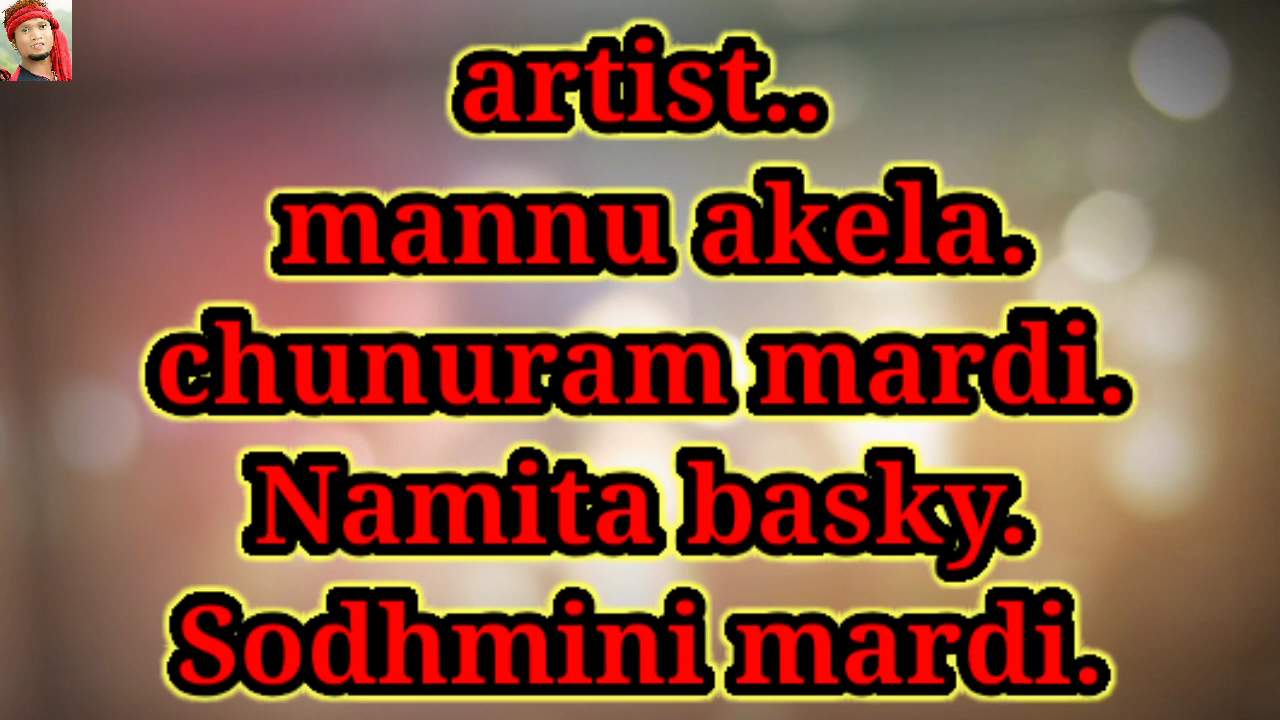 artist..
mannu akela.
chunuram mardi.
Namita basky.
Sodhmini mardi.